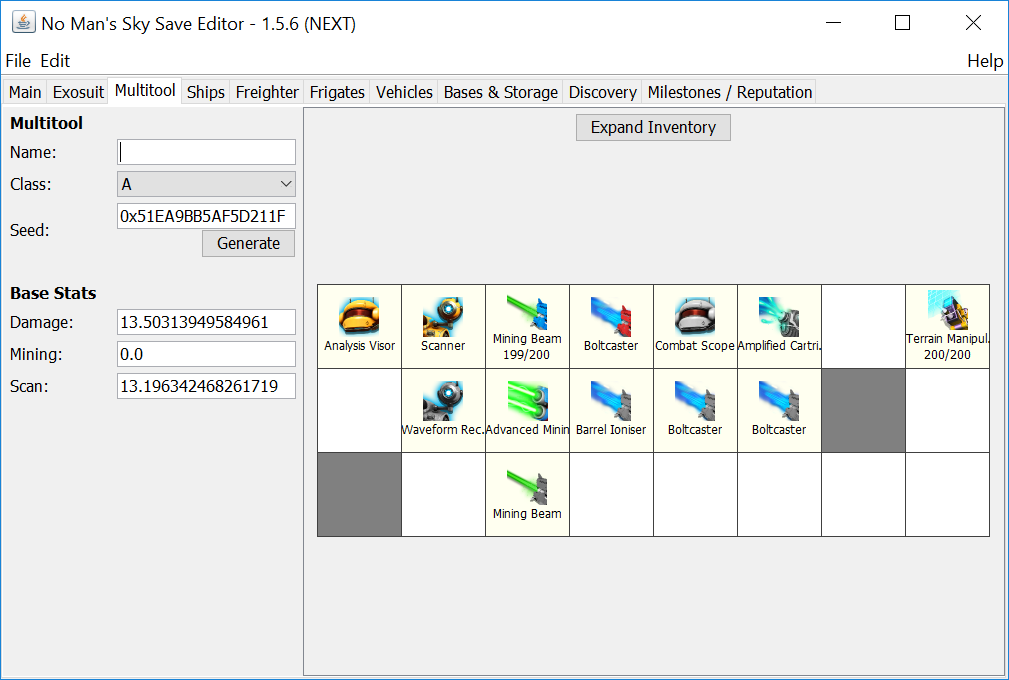 No Man's Sky Save Editor - 1.5.6 (NEXT)
File Edit Help
Main Exosuit Multitool Ships Freighter Frigates Vehicles Bases & Storage Discovery Milestones / Reputation
Multitool
Name:
Class: A
Seed: 0x51EA9BB5AF5D211F
Generate
Base Stats
Damage: 13.50313949584961
Mining: 0.0
Scan: 13.196342468261719
Expand Inventory
Analysis Visor Scanner Mining Beam Boltcaster Combat Scope Amplified Cartri. Terrain Manipul.
199/200 200/200
Waveform Rec. Advanced Minin Barrel Ioniser Boltcaster Boltcaster
Mining Beam